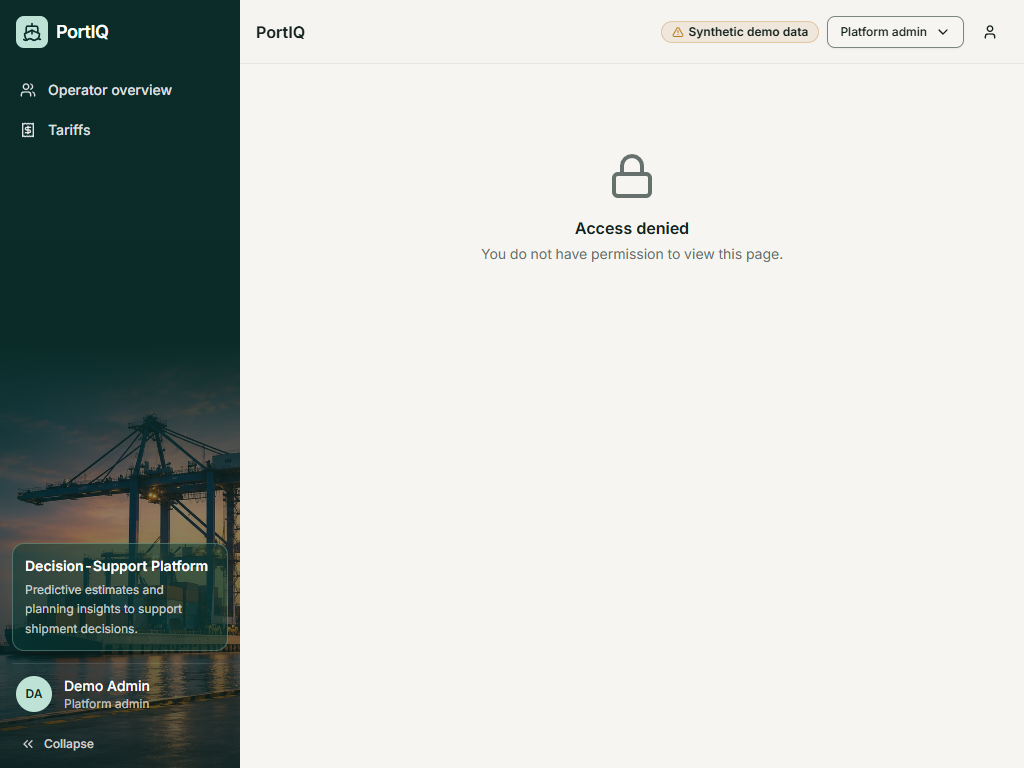 PortIQ
Operator overview
Tariffs
Decision-Support Platform
Predictive estimates and
planning insights to support
shipment decisions.
DA
Demo Admin
Platform admin
Collapse
PortIQ
Synthetic demo data
Platform admin
Access denied
You do not have permission to view this page.